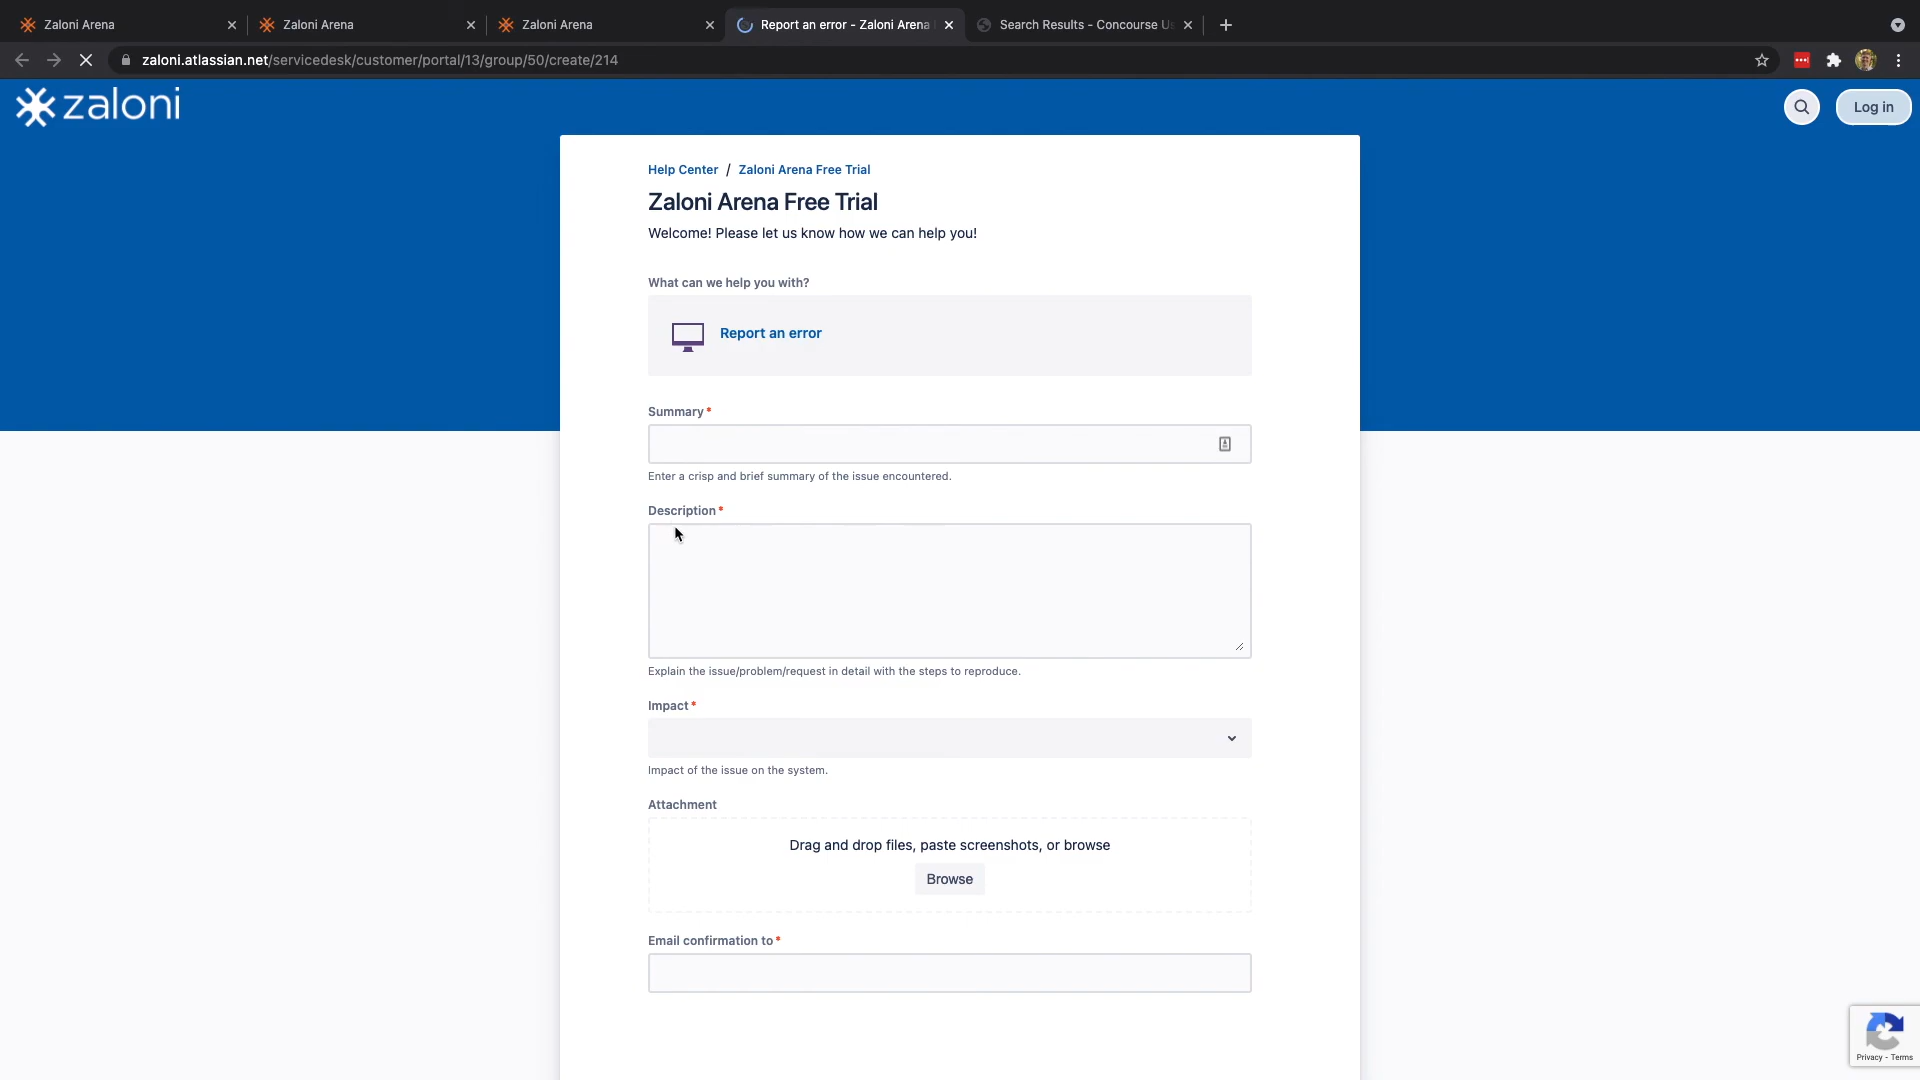 Zaloni Arena
Zaloni Arena
Zaloni Arena
Report an error - Zaloni Arena
Search Results - Concourse Us
zaloni.atlassian.net/servicedesk/customer/portal/13/group/50/create/214
zaloni
Log in
Help Center / Zaloni Arena Free Trial
Zaloni Arena Free Trial
Welcome! Please let us know how we can help you!
What can we help you with?
Report an error
Summary*
Enter a crisp and brief summary of the issue encountered.
Description*
Explain the issue/problem/request in detail with the steps to reproduce.
Impact*
Impact of the issue on the system.
Attachment
Drag and drop files, paste screenshots, or browse
Browse
Email confirmation to*
Privacy - Terms